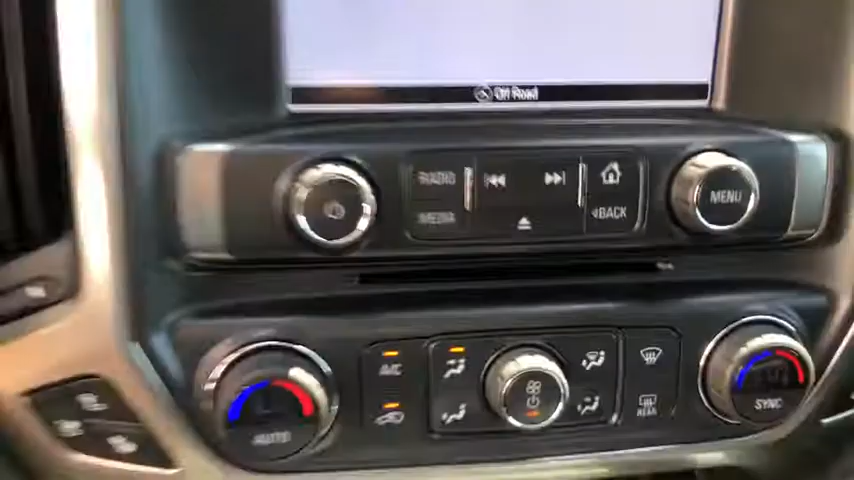 Off Road
RADIO
MEDIA
BACK
MENU
A/C
AUTO
REAR
SYNC